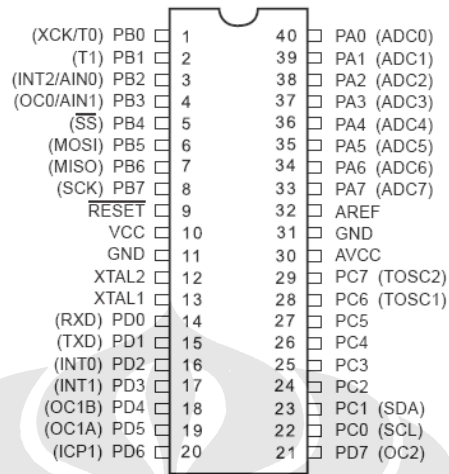 (XCK/T0) PB0 1 40 PA0 (ADC0)
(T1) PB1 2 39 PA1 (ADC1)
(INT2/AIN0) PB2 3 38 PA2 (ADC2)
(OC0/AIN1) PB3 4 37 PA3 (ADC3)
(SS) PB4 5 36 PA4 (ADC4)
(MOSI) PB5 6 35 PA5 (ADC5)
(MISO) PB6 7 34 PA6 (ADC6)
(SCK) PB7 8 33 PA7 (ADC7)
RESET 9 32 AREF
VCC 10 31 GND
GND 11 30 AVCC
XTAL2 12 29 PC7 (TOSC2)
XTAL1 13 28 PC6 (TOSC1)
(RXD) PD0 14 27 PC5
(TXD) PD1 15 26 PC4
(INT0) PD2 16 25 PC3
(INT1) PD3 17 24 PC2
(OC1B) PD4 18 23 PC1 (SDA)
(OC1A) PD5 19 22 PC0 (SCL)
(ICP1) PD6 20 21 PD7 (OC2)